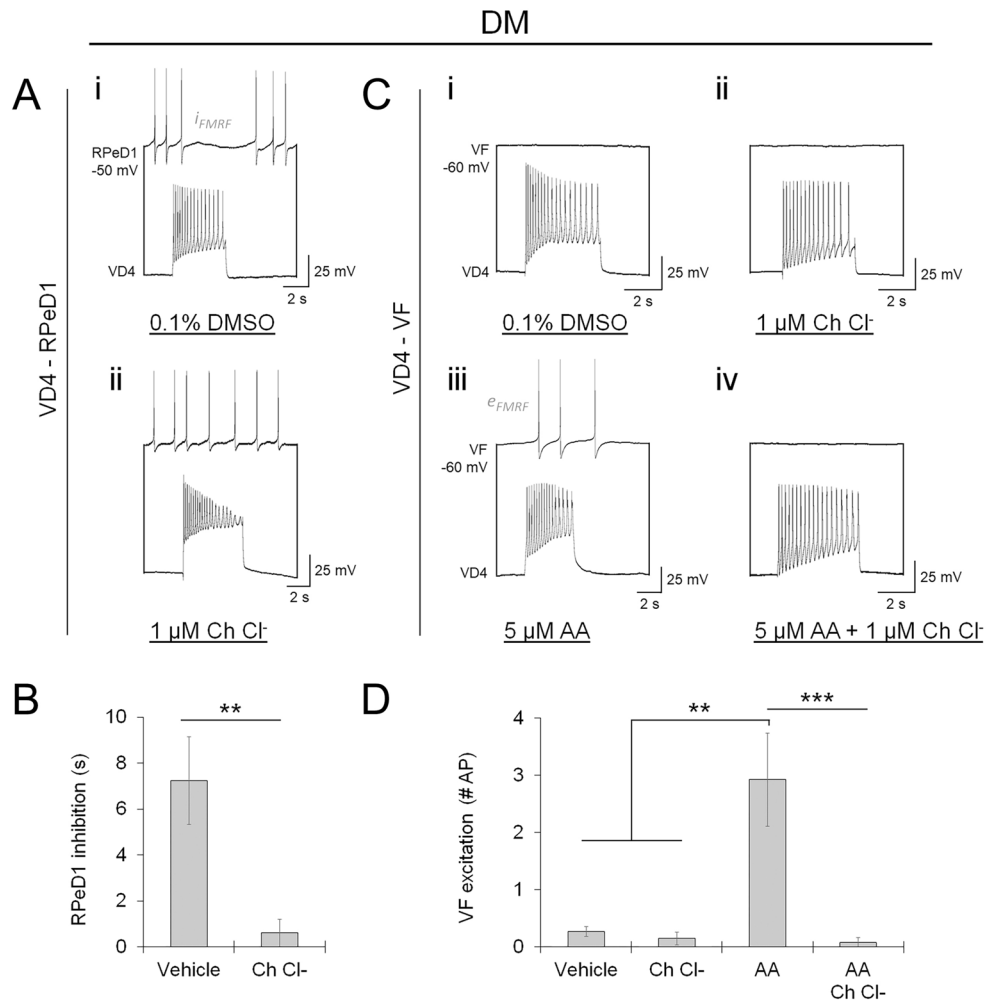 DM
A
VD4 - RPeD1
i
i FMRF
RPeD1
-50 mV
VD4
25 mV
2 s
0.1% DMSO
ii
25 mV
2 s
1 µM Ch Cl-
C
VD4 - VF
i
VF
-60 mV
VD4
25 mV
2 s
0.1% DMSO
ii
25 mV
2 s
1 µM Ch Cl-
iii
e FMRF
VF
-60 mV
VD4
25 mV
2 s
5 µM AA
iv
25 mV
2 s
5 µM AA + 1 µM Ch Cl-
B
RPeD1 inhibition (s)
10
8
6
4
2
0
**
Vehicle
Ch Cl-
D
VF excitation (# AP)
4
3
2
1
0
**
***
Vehicle
Ch Cl-
AA
AA
Ch Cl-